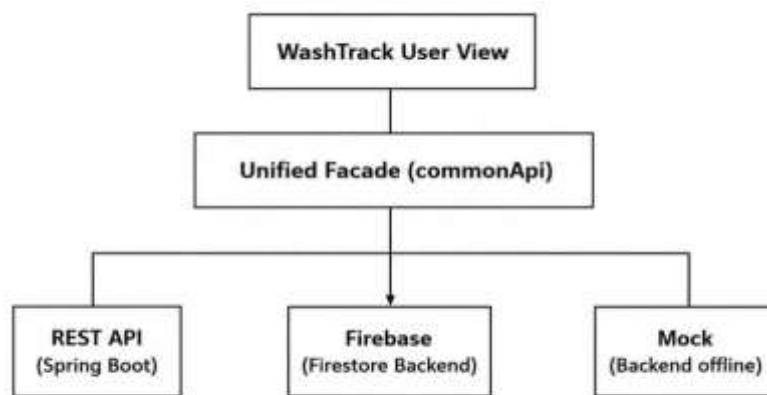 WashTrack User View
Unified Facade (commonApi)
REST API
(Spring Boot)
Firebase
(Firestore Backend)
Mock
(Backend offline)